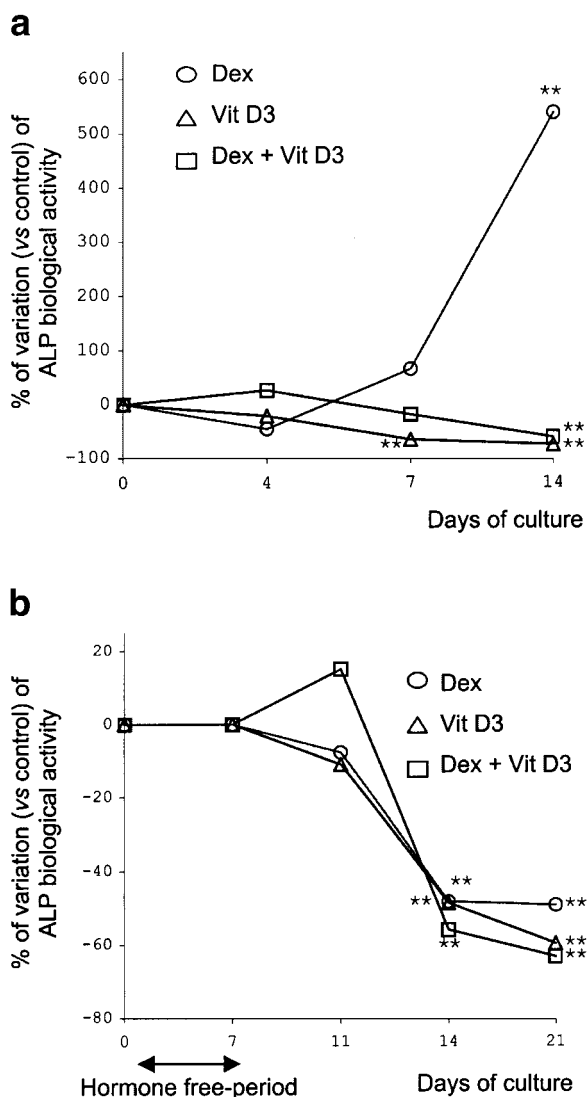 a
% of variation (vs control) of
ALP biological activity
600
500
400
300
200
100
0
-100
Dex
Vit D3
Dex + Vit D3
**
**
**
**
0 4 7 14
Days of culture
b
% of variation (vs control) of
ALP biological activity
20
0
-20
-40
-60
-80
Dex
Vit D3
Dex + Vit D3
**
**
**
**
**
**
0 7 11 14 21
Hormone free-period
Days of culture